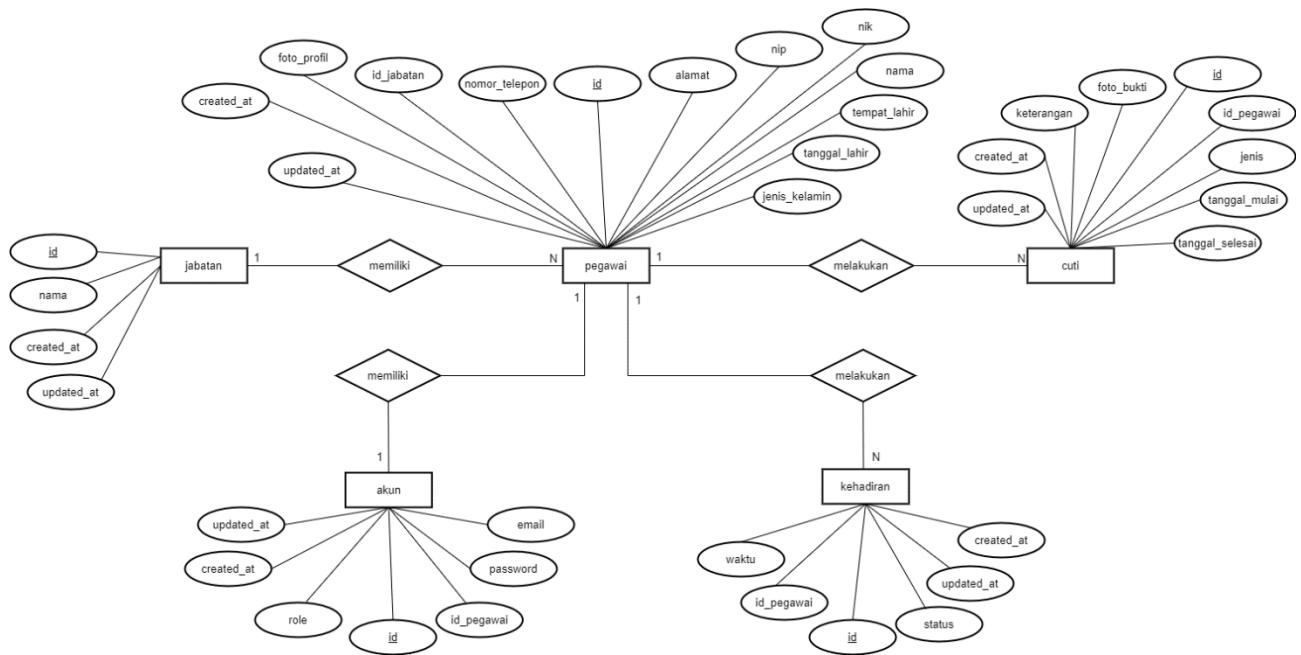 nik
foto_profil
id_jabatan
nomor_telepon
id
alamat
nip
nama
created_at
tempat_lahir
tanggal_lahir
updated_at
jenis_kelamin
id
foto_bukti
keterangan
id_pegawai
created_at
jenis
updated_at
tanggal_mulai
tanggal_selesai
id
nama
created_at
updated_at
jabatan
1
memiliki
N
pegawai
1
melakukan
N
cuti
1
1
memiliki
melakukan
1
N
akun
kehadiran
updated_at
email
created_at
password
role
id
id_pegawai
waktu
created_at
id_pegawai
updated_at
id
status